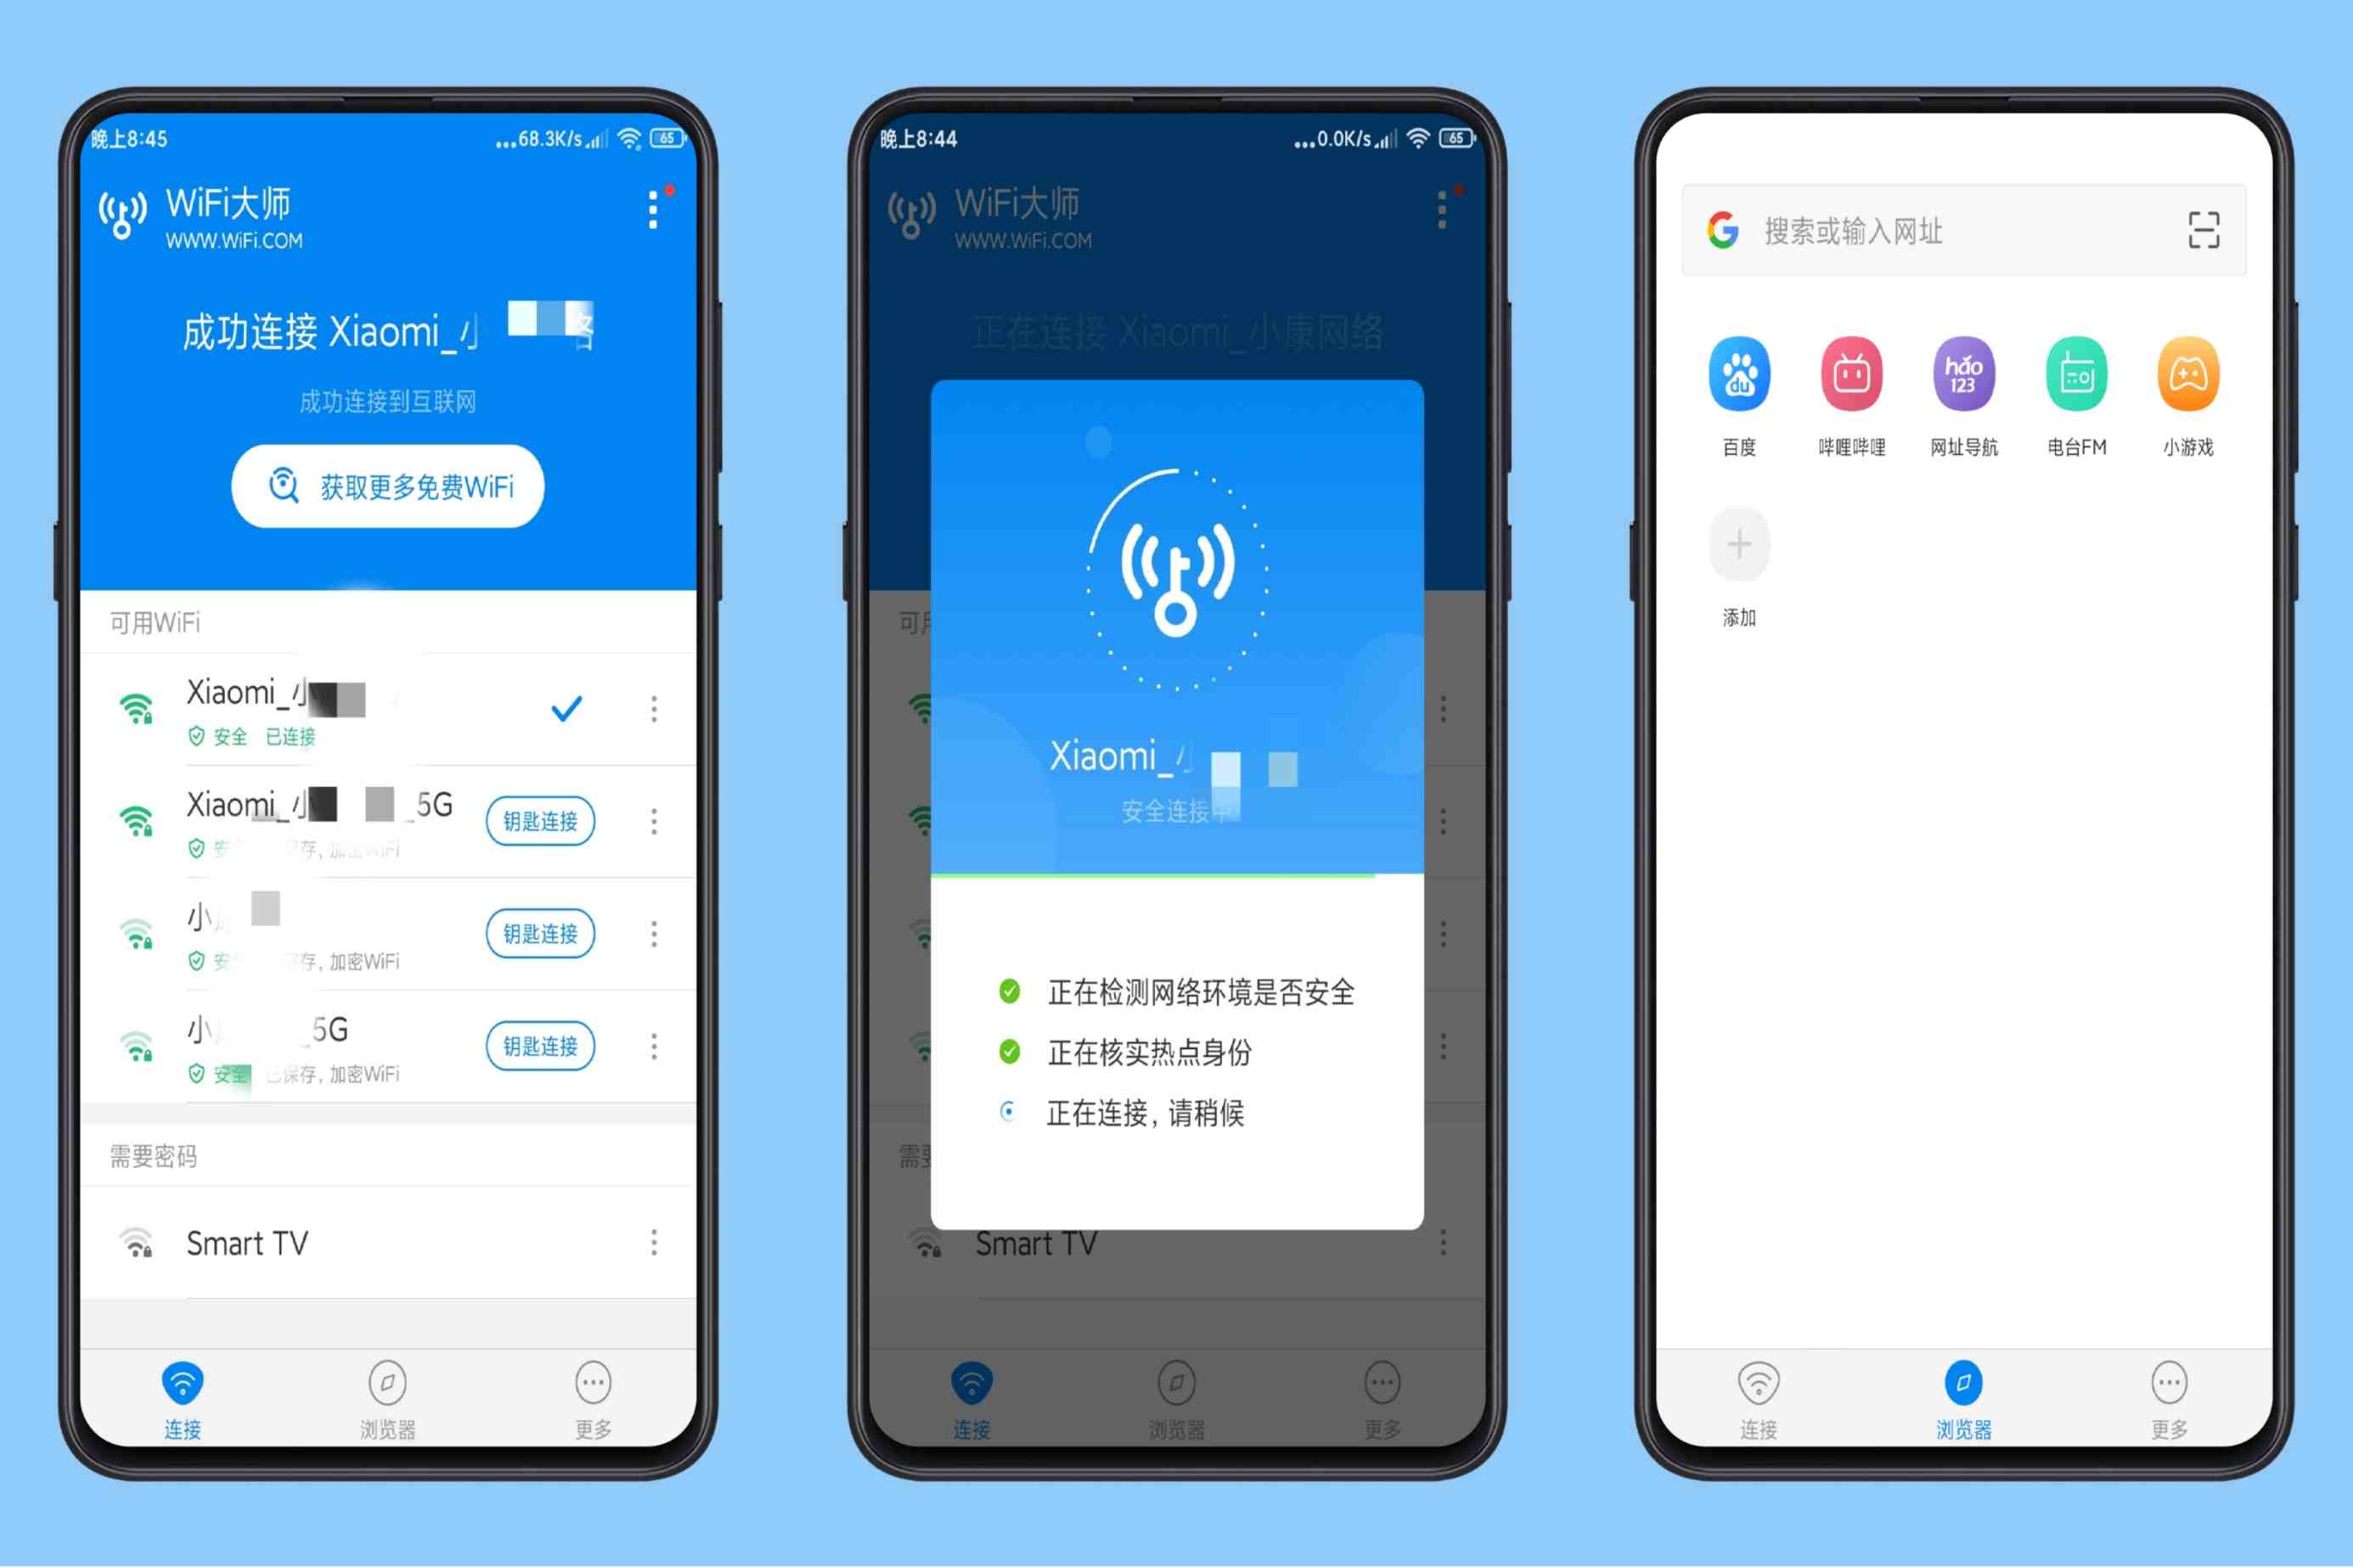 晚上8:45
...68.3K/s
65
WiFi大师
WWW.WiFi.COM
成功连接 Xiaomi_小 络
成功连接到互联网
获取更多免费WiFi
可用WiFi
Xiaomi_小
安全 已连接
Xiaomi_小 _5G
钥匙连接
安 存, 加密WiFi
小
钥匙连接
安 保存, 加密WiFi
小 _5G
钥匙连接
安全 已保存, 加密WiFi
需要密码
Smart TV
连接
浏览器
更多
晚上8:44
...0.0K/s
65
WiFi大师
WWW.WiFi.COM
正在连接 Xiaomi_小康网络
Xiaomi_小
安全连接中
正在检测网络环境是否安全
正在核实热点身份
正在连接, 请稍候
可用
需要
Smart TV
连接
浏览器
更多
G
搜索或输入网址
du
hǎo
123
百度
哔哩哔哩
网址导航
电台FM
小游戏
添加
连接
浏览器
更多